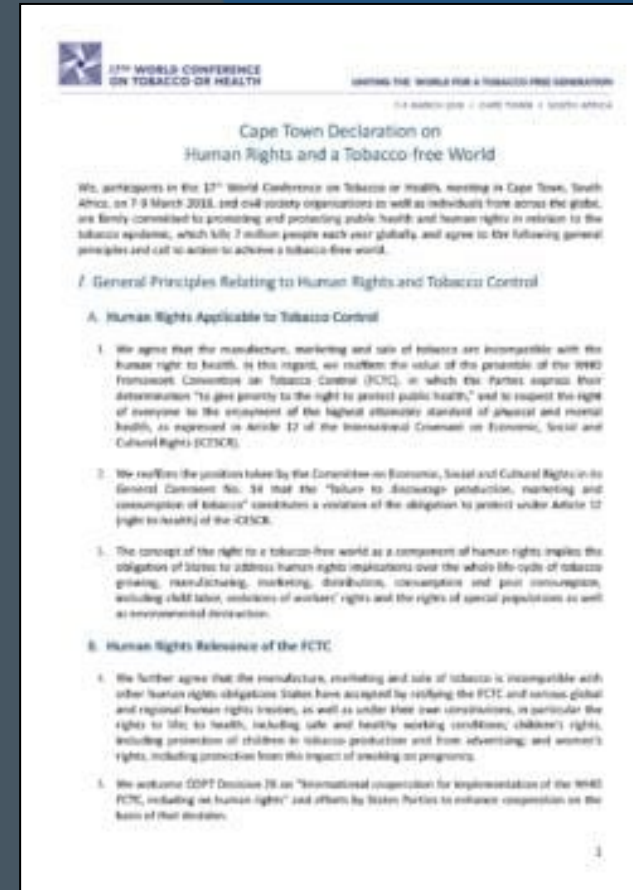 17TH WORLD CONFERENCE
ON TOBACCO OR HEALTH
UNITING THE WORLD FOR A TOBACCO FREE GENERATION
7-9 MARCH 2018 | CAPE TOWN | SOUTH AFRICA
Cape Town Declaration on
Human Rights and a Tobacco-free World
We, participants in the 17th World Conference on Tobacco or Health, meeting in Cape Town, South
Africa, on 7-9 March 2018, and civil society organisations as well as individuals from across the globe,
are firmly committed to promoting and protecting public health and human rights in relation to the
tobacco epidemic, which kills 7 million people each year globally, and agree to the following general
principles and call to action to achieve a tobacco-free world.
I. General Principles Relating to Human Rights and Tobacco Control
A. Human Rights Applicable to Tobacco Control
1. We agree that the manufacture, marketing and sale of tobacco are incompatible with the
human right to health. In this regard, we reaffirm the value of the preamble of the WHO
Framework Convention on Tobacco Control (FCTC), in which the Parties express their
determination "to give priority to the right to protect public health," and to respect the right
of everyone to the enjoyment of the highest attainable standard of physical and mental
health, as expressed in Article 12 of the International Covenant on Economic, Social and
Cultural Rights (ICESCR).
2. We reaffirm the position taken by the Committee on Economic, Social and Cultural Rights in its
General Comment No. 14 that the "failure to discourage production, marketing and
consumption of tobacco" constitutes a violation of the obligation to protect under Article 12
(right to health) of the ICESCR.
3. The concept of the right to a tobacco-free world as a component of human rights implies the
obligation of States to address human rights implications over the whole life cycle of tobacco
growing, manufacturing, marketing, distribution, consumption and post consumption,
including child labor, violations of workers' rights and the rights of special populations as well
as environmental destruction.
B. Human Rights Relevance of the FCTC
4. We further agree that the manufacture, marketing and sale of tobacco is incompatible with
other human rights obligations States have accepted by ratifying the FCTC and various global
and regional human rights treaties, as well as under their own constitutions, in particular the
rights to life; to health, including safe and healthy working conditions; children's rights,
including protection of children in tobacco production and from advertising; and women's
rights, including protection from the impact of smoking on pregnancy.
5. We welcome COP7 Decision 26 on "International cooperation for implementation of the WHO
FCTC, including on human rights" and efforts by States Parties to enhance cooperation on the
basis of that decision.
1